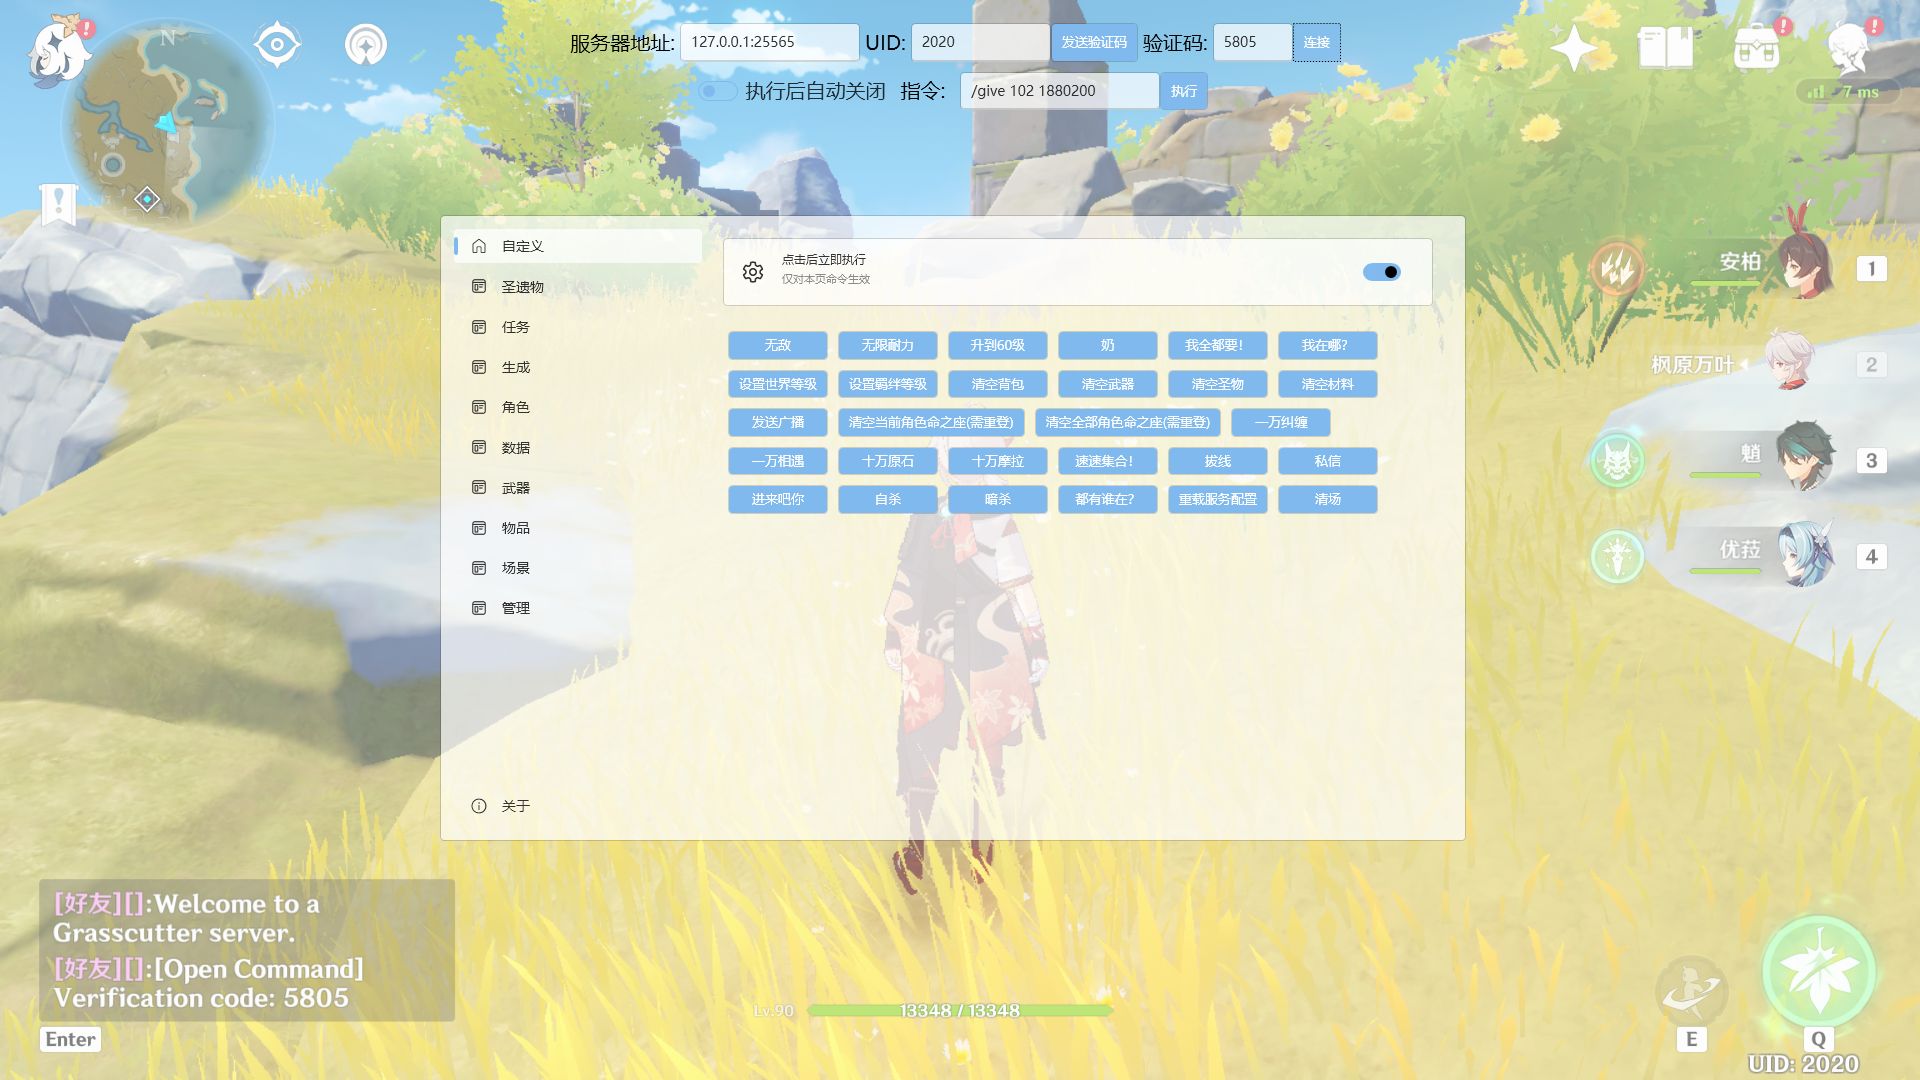 服务器地址: 127.0.0.1:25565 UID: 2020 发送验证码 验证码: 5805 连接
执行后自动关闭 指令: /give 102 1880200 执行
N
7 ms
自定义
圣遗物
任务
生成
角色
数据
武器
物品
场景
管理
关于
点击后立即执行
仅对本页命令生效
无敌 无限耐力 升到60级 奶 我全都要! 我在哪?
设置世界等级 设置羁绊等级 清空背包 清空武器 清空圣物 清空材料
发送广播 清空当前角色命之座(需重登) 清空全部角色命之座(需重登) 一万纠缠
一万相遇 十万原石 十万摩拉 速速集合! 拔线 私信
进来吧你 自杀 暗杀 都有谁在? 重载服务配置 清场
安柏 1
枫原万叶 2
魈 3
优菈 4
[好友][]:Welcome to a
Grasscutter server.
[好友][]:[Open Command]
Verification code: 5805
Enter
Lv.90 13348 / 13348
E
Q
UID: 2020